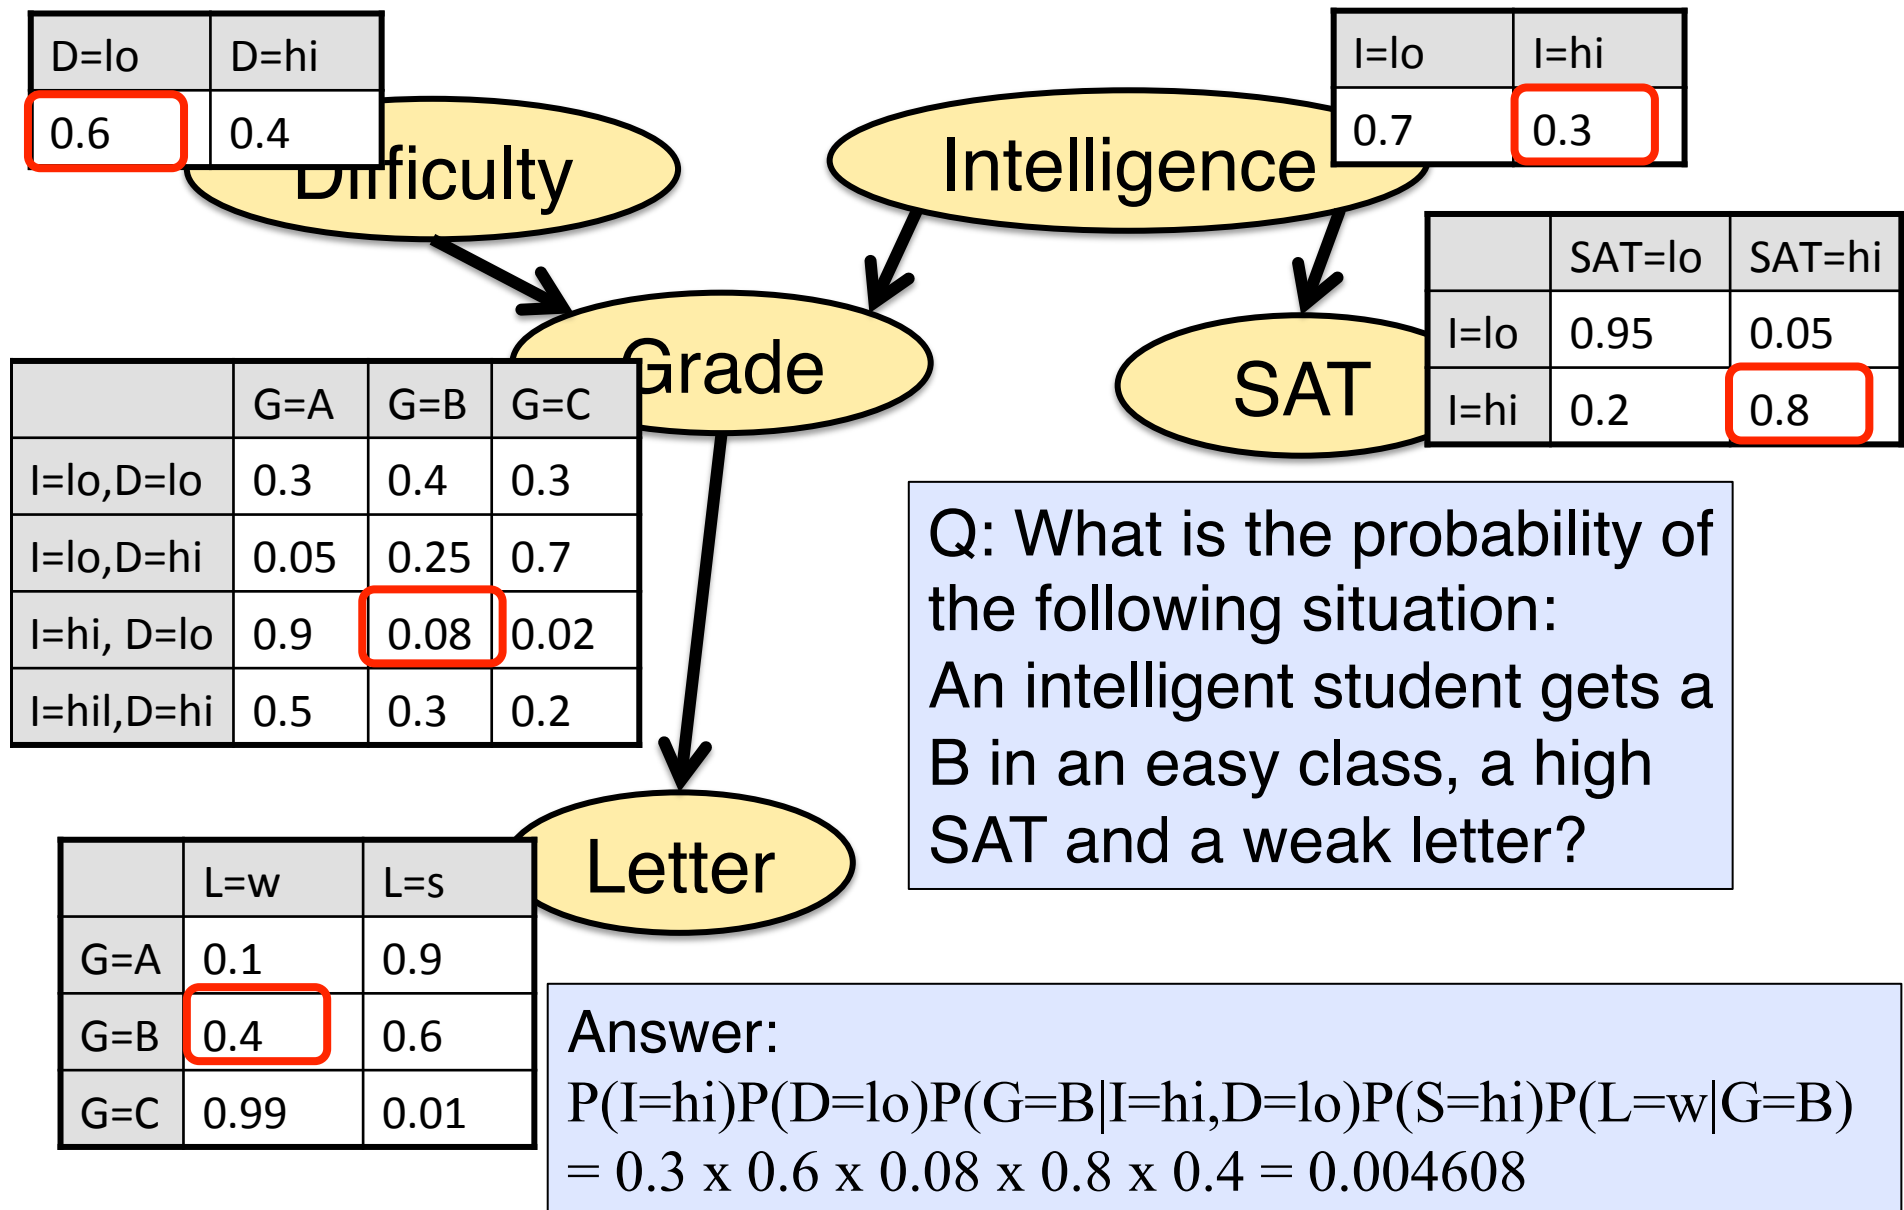 D=lo D=hi
0.6 0.4
Difficulty
Intelligence
I=lo I=hi
0.7 0.3
SAT=lo SAT=hi
I=lo 0.95 0.05
I=hi 0.2 0.8
Grade
SAT
G=A G=B G=C
I=lo,D=lo 0.3 0.4 0.3
I=lo,D=hi 0.05 0.25 0.7
I=hi, D=lo 0.9 0.08 0.02
I=hil,D=hi 0.5 0.3 0.2
Q: What is the probability of
the following situation:
An intelligent student gets a
B in an easy class, a high
SAT and a weak letter?
Letter
L=w L=s
G=A 0.1 0.9
G=B 0.4 0.6
G=C 0.99 0.01
Answer:
P(I=hi)P(D=lo)P(G=B|I=hi,D=lo)P(S=hi)P(L=w|G=B)
= 0.3 x 0.6 x 0.08 x 0.8 x 0.4 = 0.004608